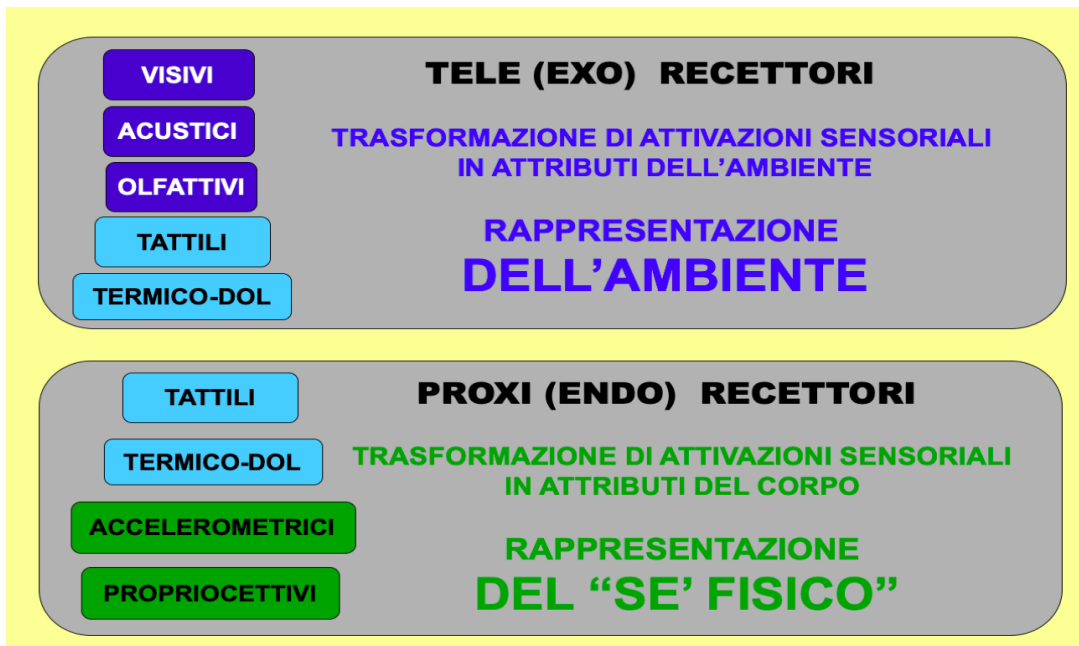 VISIVI
ACUSTICI
OLFATTIVI
TATTILI
TERMICO-DOL
TELE (EXO) RECETTORI
TRASFORMAZIONE DI ATTIVAZIONI SENSORIALI
IN ATTRIBUTI DELL’AMBIENTE
RAPPRESENTAZIONE
DELL’AMBIENTE
TATTILI
TERMICO-DOL
ACCELEROMETRICI
PROPRIOCETTIVI
PROXI (ENDO) RECETTORI
TRASFORMAZIONE DI ATTIVAZIONI SENSORIALI
IN ATTRIBUTI DEL CORPO
RAPPRESENTAZIONE
DEL “SE’ FISICO”